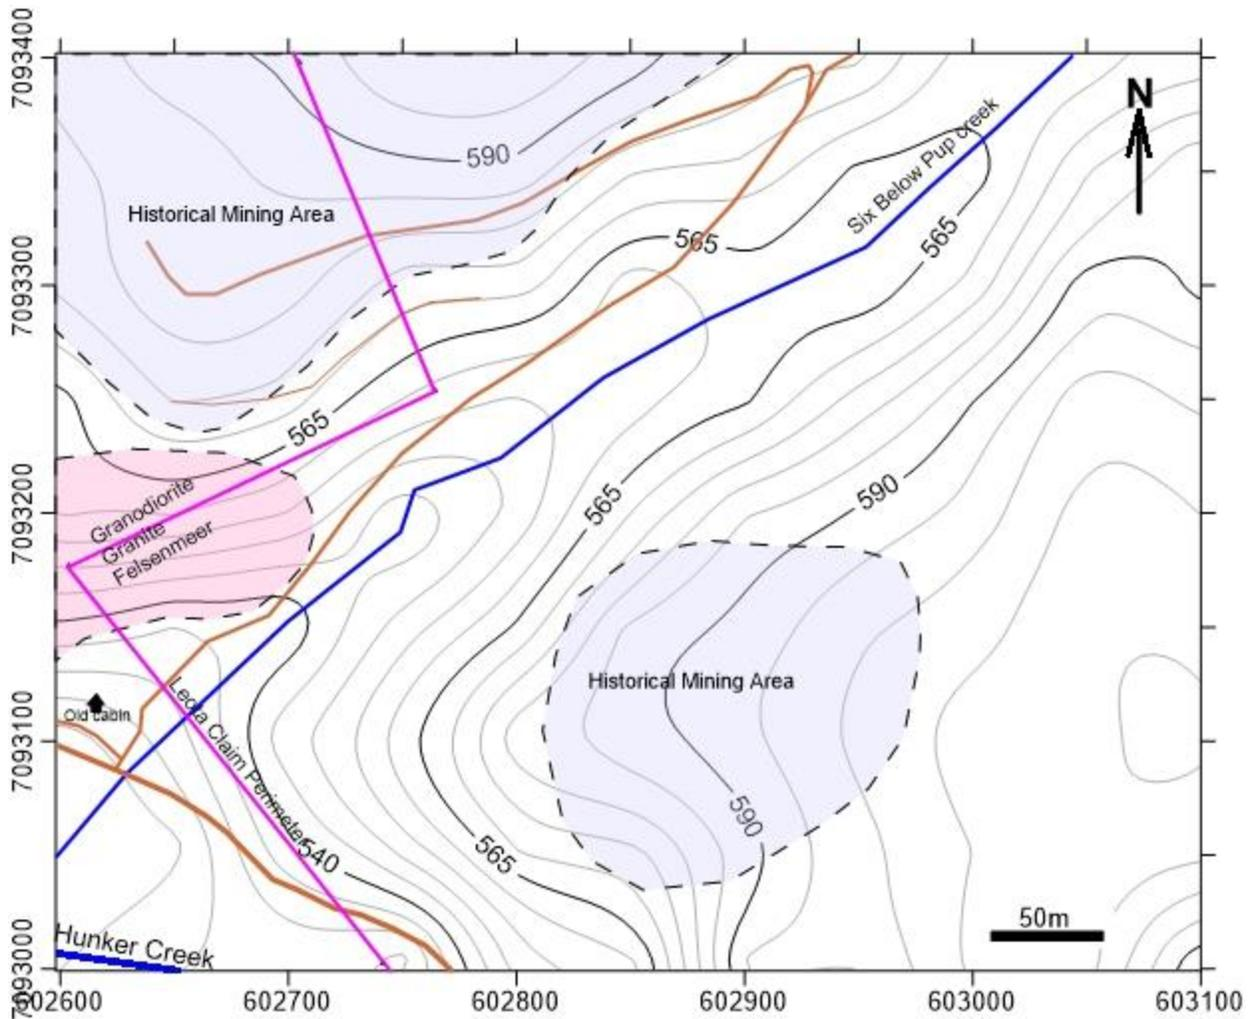 7093400
N
Six Below Pup creek
590
Historical Mining Area
565
565
7093300
565
590
565
7093200
Granodiorite
Granite
Felsenmeer
Historical Mining Area
Leota Claim Perimeter
Old cabin
7093100
590
540
565
50m
Hunker Creek
7093000
602600
602700
602800
602900
603000
603100